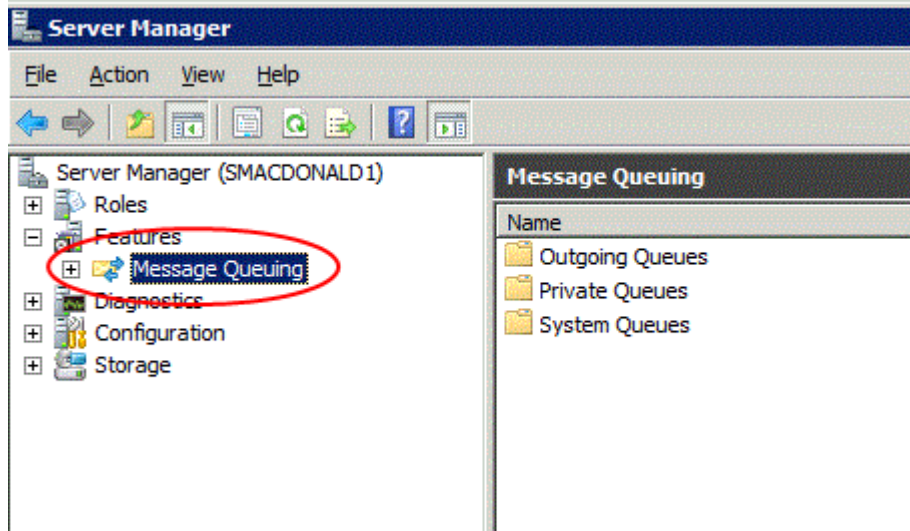 Server Manager
File Action View Help
Server Manager (SMACDONALD1)
Roles
Features
Message Queuing
Diagnostics
Configuration
Storage
Message Queuing
Name
Outgoing Queues
Private Queues
System Queues